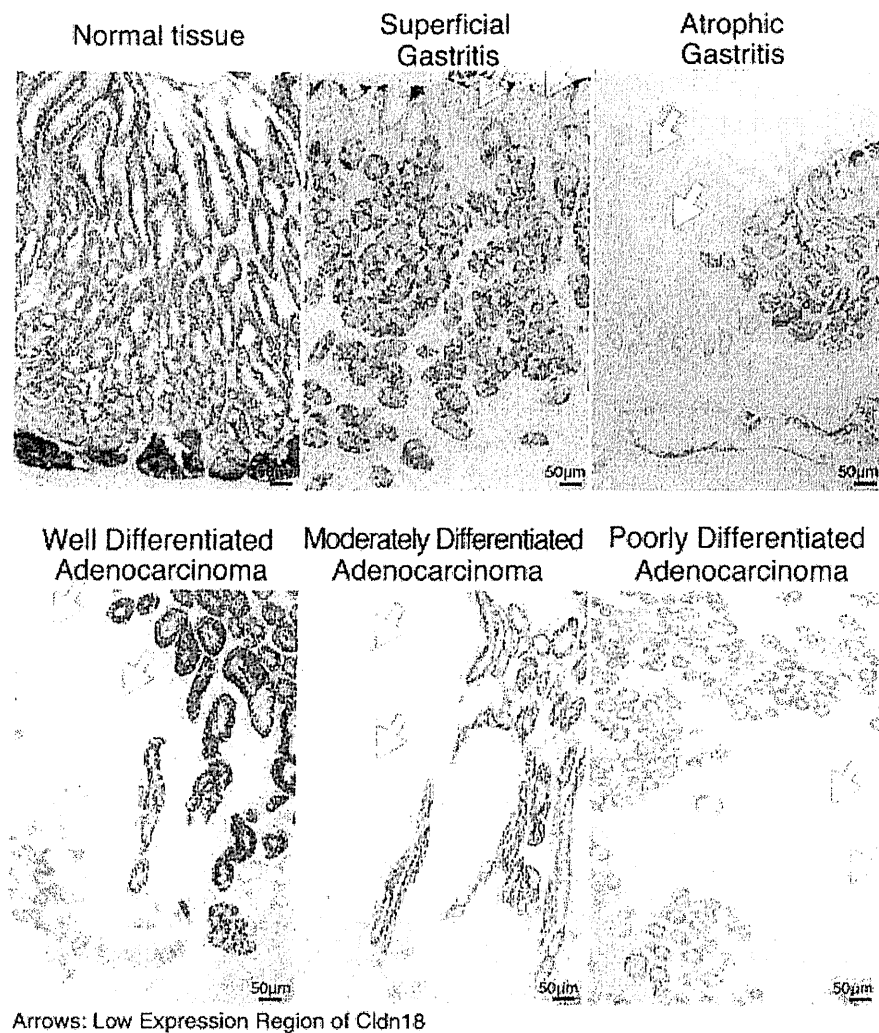 Normal tissue
Superficial
Gastritis
Atrophic
Gastritis
50μm
50μm
50μm
Well Differentiated
Adenocarcinoma
Moderately Differentiated
Adenocarcinoma
Poorly Differentiated
Adenocarcinoma
50μm
50μm
50μm
Arrows: Low Expression Region of Cldn18